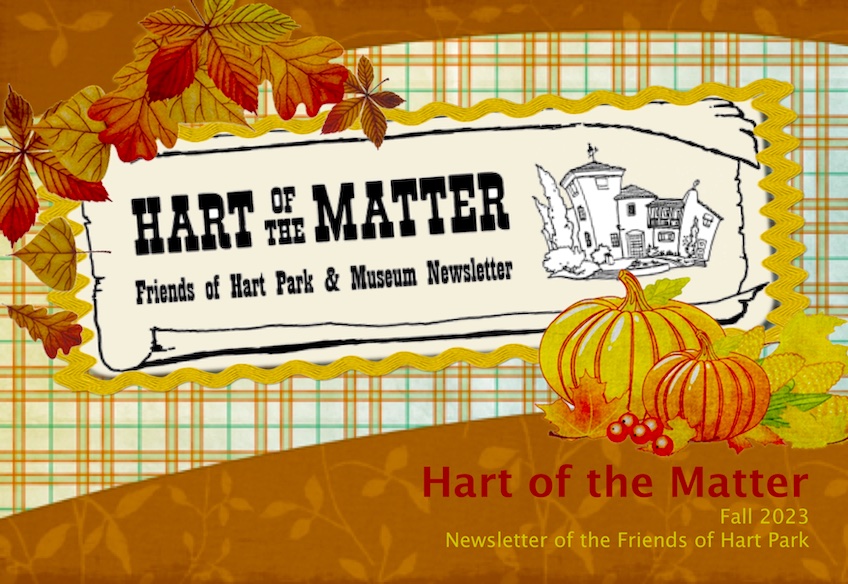 HART OF THE MATTER
Friends of Hart Park & Museum Newsletter
Hart of the Matter
Fall 2023
Newsletter of the Friends of Hart Park